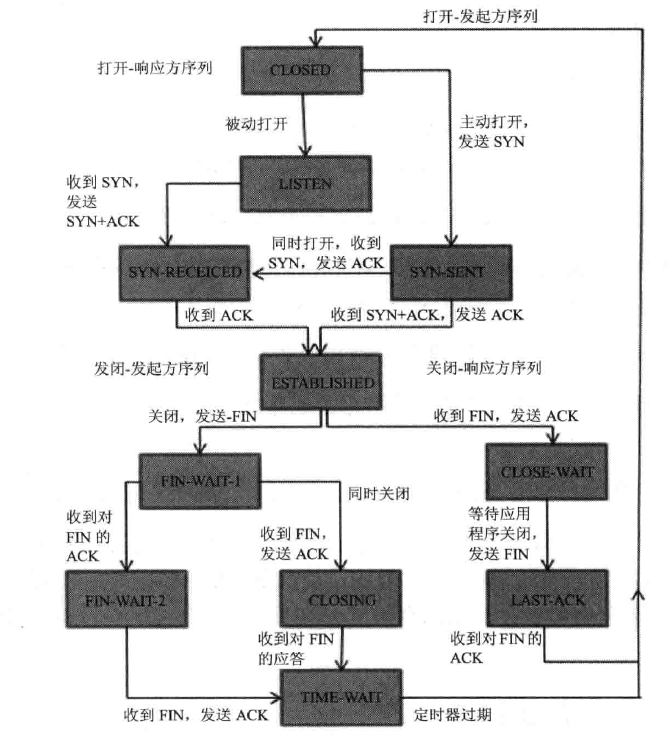 打开-发起方序列
打开-响应方序列
CLOSED
被动打开
主动打开，
发送 SYN
LISTEN
收到 SYN，
发送
SYN+ACK
同时打开，收到
SYN，发送 ACK
SYN-RECEICED
SYN-SENT
收到 ACK
收到 SYN+ACK，发送 ACK
发闭-发起方序列
关闭-响应方序列
ESTABLISHED
关闭，发送-FIN
收到 FIN，发送 ACK
FIN-WAIT-1
CLOSE-WAIT
同时关闭
收到对
FIN 的
ACK
收到 FIN，
发送 ACK
等待应用
程序关闭，
发送 FIN
FIN-WAIT-2
CLOSING
LAST-ACK
收到对 FIN
的应答
收到对 FIN 的
ACK
TIME-WAIT
收到 FIN，发送 ACK
定时器过期